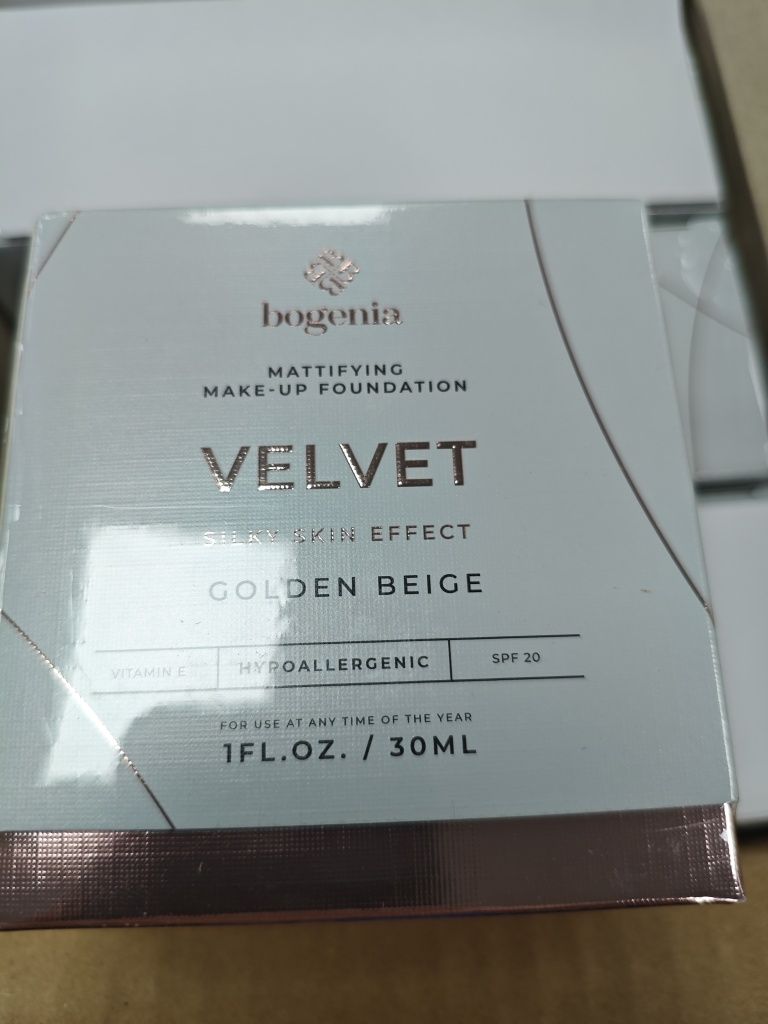 bogenia
MATTIFYING
MAKE-UP FOUNDATION
VELVET
SILKY SKIN EFFECT
GOLDEN BEIGE
VITAMIN E HYPOALLERGENIC SPF 20
FOR USE AT ANY TIME OF THE YEAR
1FL.OZ. / 30ML